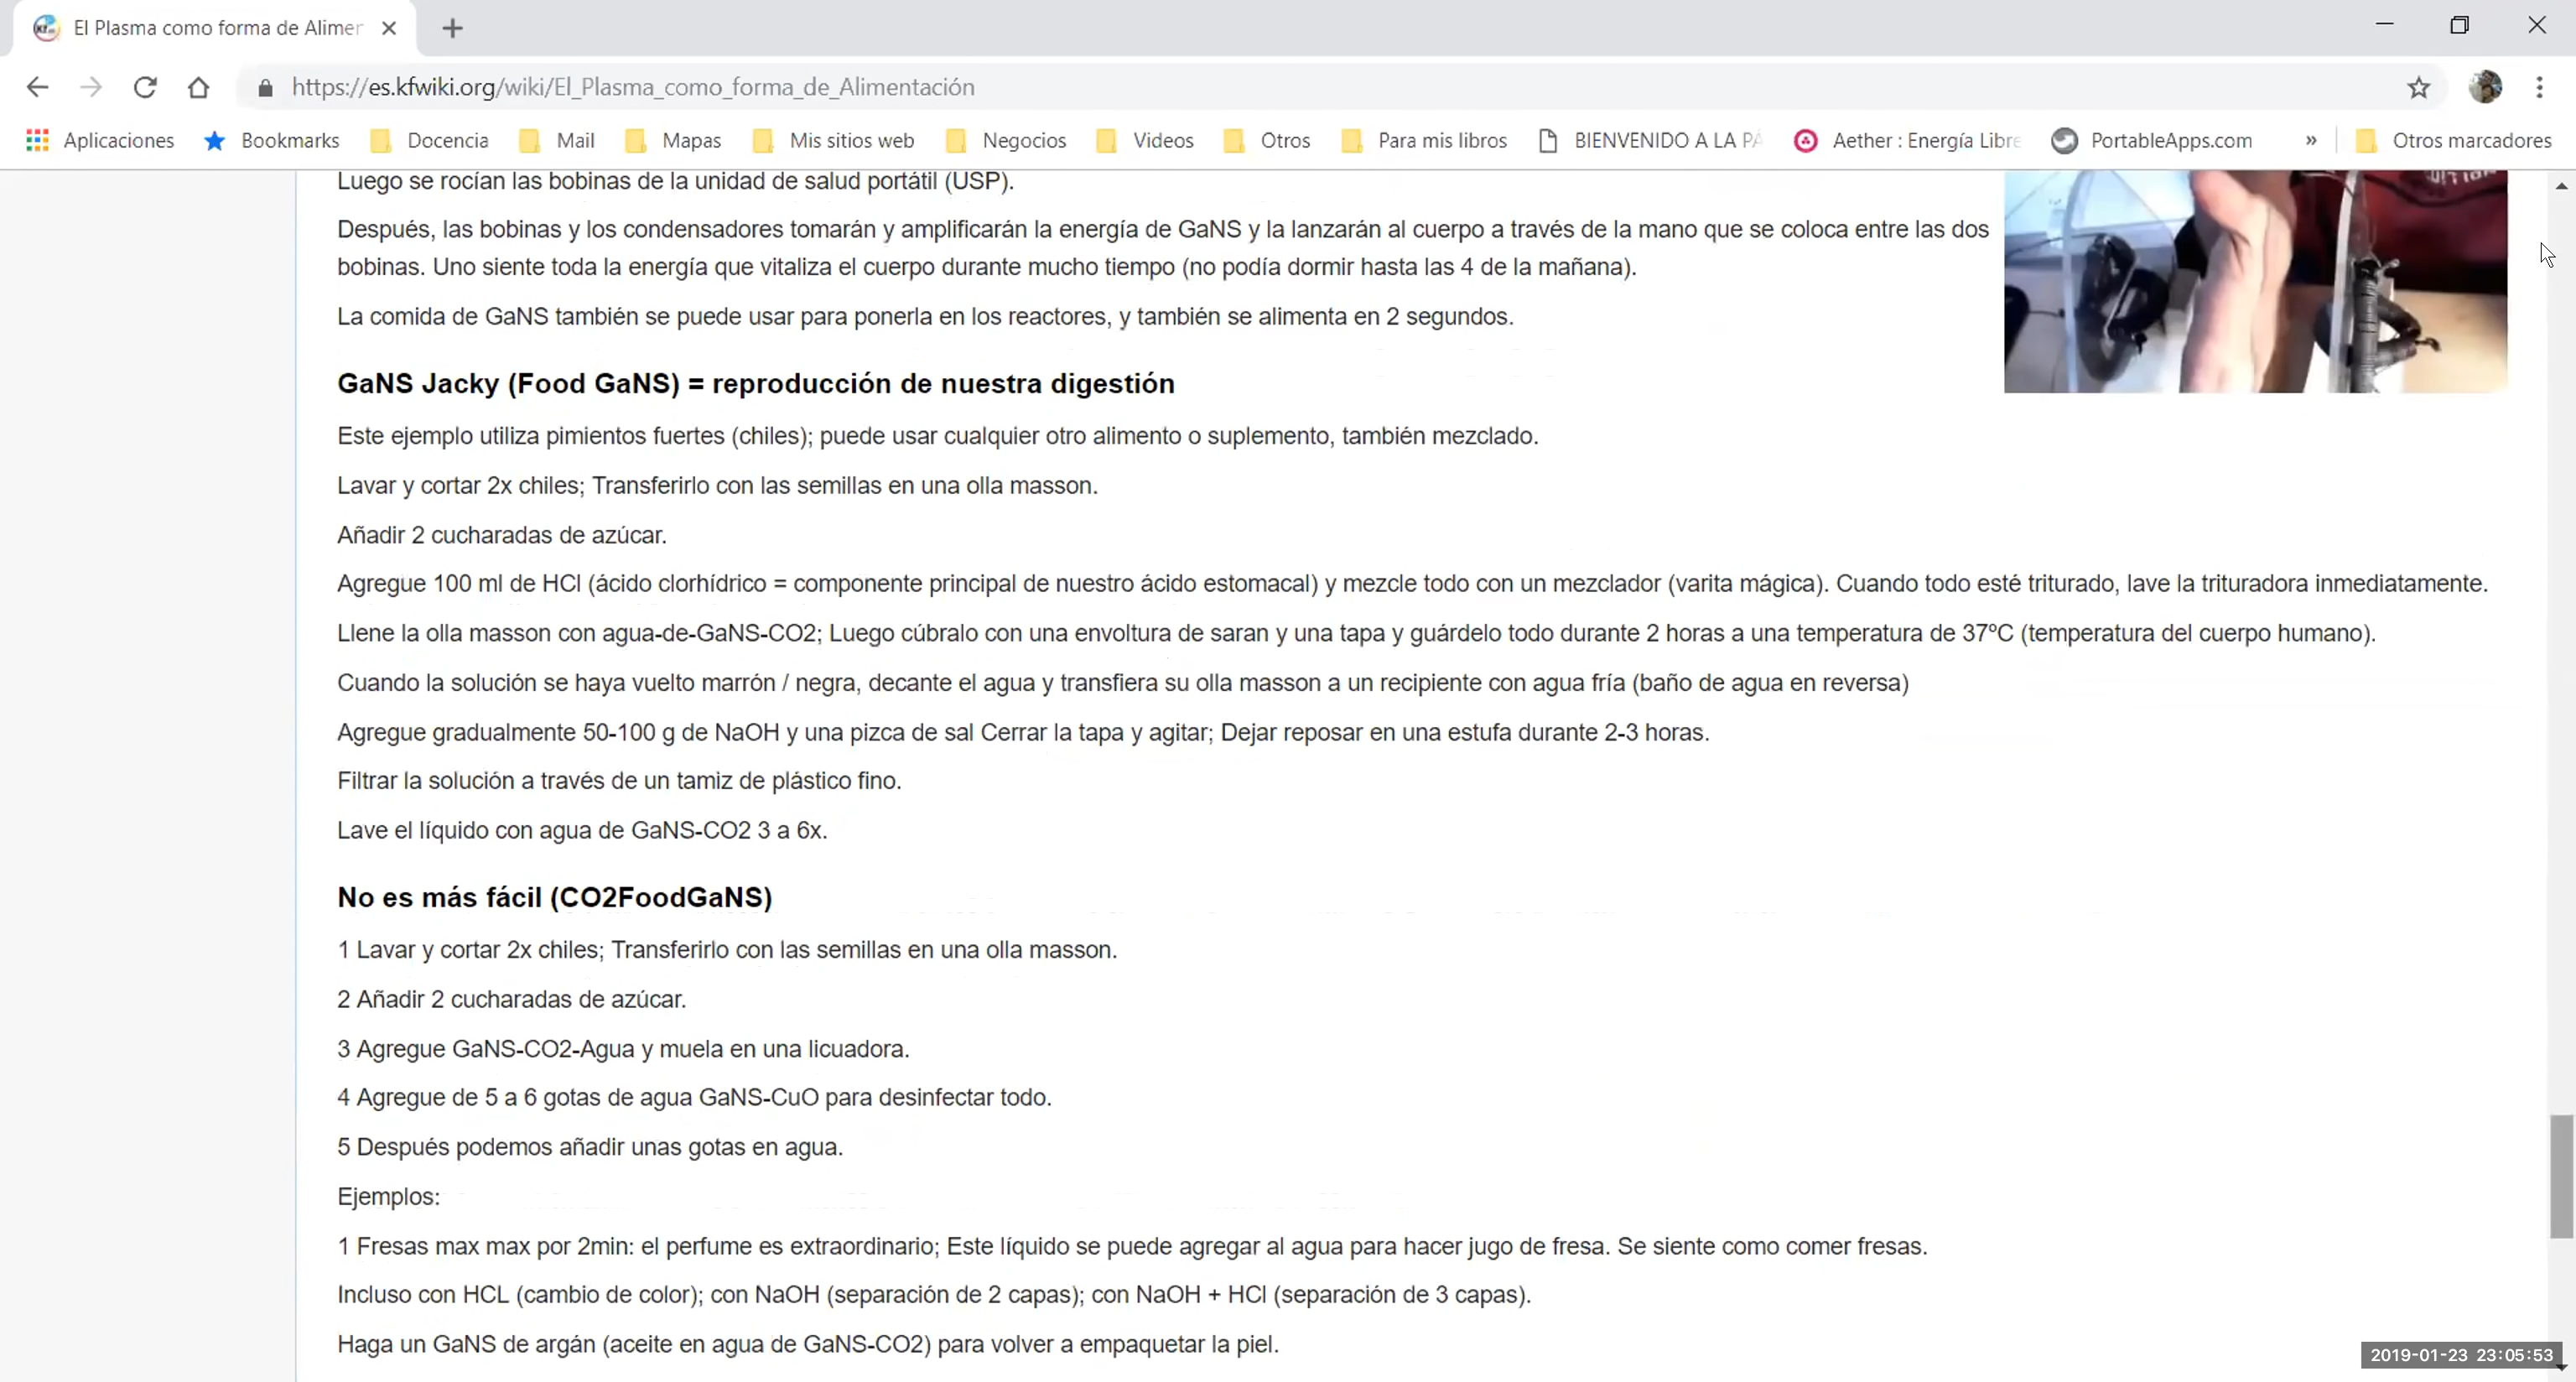 El Plasma como forma de Alimen
https://es.kfwiki.org/wiki/El_Plasma_como_forma_de_Alimentación
Aplicaciones Bookmarks Docencia Mail Mapas Mis sitios web Negocios Videos Otros Para mis libros BIENVENIDO A LA PÁ Aether : Energía Libre PortableApps.com » Otros marcadores
Luego se rocían las bobinas de la unidad de salud portátil (USP).
Después, las bobinas y los condensadores tomarán y amplificarán la energía de GaNS y la lanzarán al cuerpo a través de la mano que se coloca entre las dos
bobinas. Uno siente toda la energía que vitaliza el cuerpo durante mucho tiempo (no podía dormir hasta las 4 de la mañana).
La comida de GaNS también se puede usar para ponerla en los reactores, y también se alimenta en 2 segundos.
GaNS Jacky (Food GaNS) = reproducción de nuestra digestión
Este ejemplo utiliza pimientos fuertes (chiles); puede usar cualquier otro alimento o suplemento, también mezclado.
Lavar y cortar 2x chiles; Transferirlo con las semillas en una olla masson.
Añadir 2 cucharadas de azúcar.
Agregue 100 ml de HCl (ácido clorhídrico = componente principal de nuestro ácido estomacal) y mezcle todo con un mezclador (varita mágica). Cuando todo esté triturado, lave la trituradora inmediatamente.
Llene la olla masson con agua-de-GaNS-CO2; Luego cúbralo con una envoltura de saran y una tapa y guárdelo todo durante 2 horas a una temperatura de 37ºC (temperatura del cuerpo humano).
Cuando la solución se haya vuelto marrón / negra, decante el agua y transfiera su olla masson a un recipiente con agua fría (baño de agua en reversa)
Agregue gradualmente 50-100 g de NaOH y una pizca de sal Cerrar la tapa y agitar; Dejar reposar en una estufa durante 2-3 horas.
Filtrar la solución a través de un tamiz de plástico fino.
Lave el líquido con agua de GaNS-CO2 3 a 6x.
No es más fácil (CO2FoodGaNS)
1 Lavar y cortar 2x chiles; Transferirlo con las semillas en una olla masson.
2 Añadir 2 cucharadas de azúcar.
3 Agregue GaNS-CO2-Agua y muela en una licuadora.
4 Agregue de 5 a 6 gotas de agua GaNS-CuO para desinfectar todo.
5 Después podemos añadir unas gotas en agua.
Ejemplos:
1 Fresas max max por 2min: el perfume es extraordinario; Este líquido se puede agregar al agua para hacer jugo de fresa. Se siente como comer fresas.
Incluso con HCL (cambio de color); con NaOH (separación de 2 capas); con NaOH + HCl (separación de 3 capas).
Haga un GaNS de argán (aceite en agua de GaNS-CO2) para volver a empaquetar la piel.
2019-01-23 23:05:53